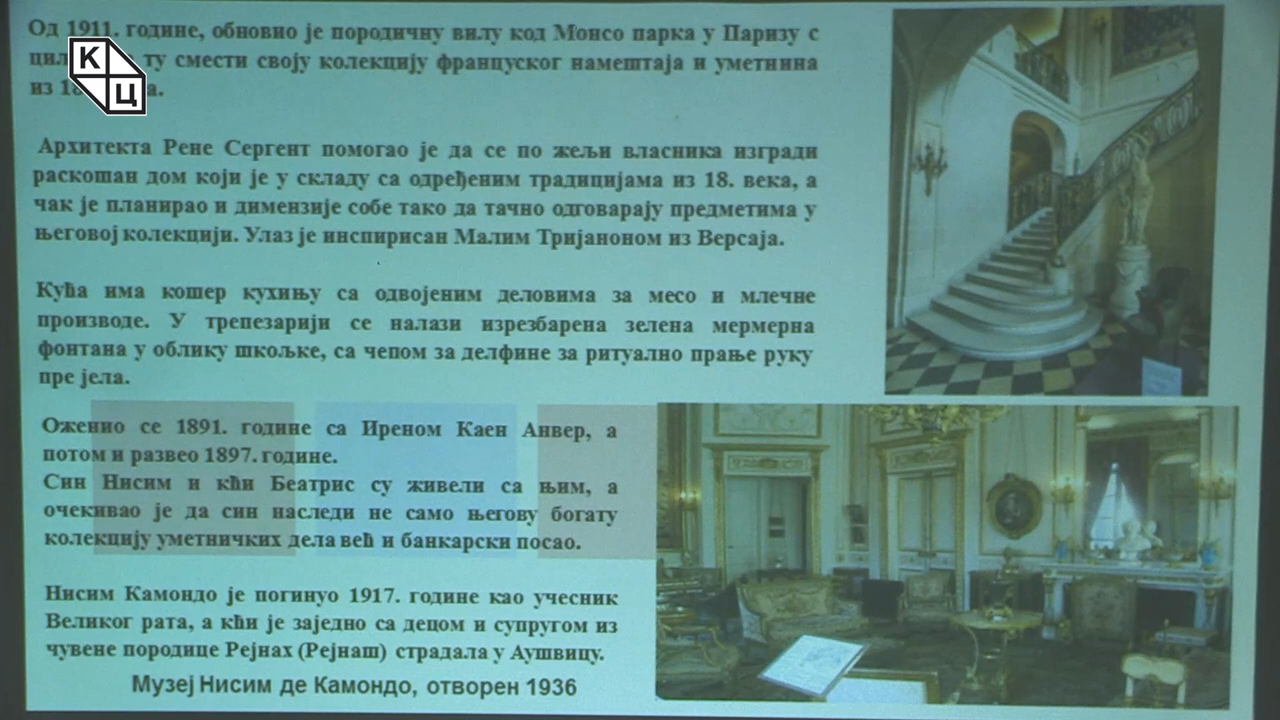 Од 1911. године, обновио је породичну вилу код Монсо парка у Паризу с
ту смести своју колекцију француског намештаја и уметнина
из
К
Ц
Архитекта Рене Сергент помогао је да се по жељи власника изгради
раскошан дом који је у складу са одређеним традицијама из 18. века, а
чак је планирао и димензије собе тако да тачно одговарају предметима у
његовој колекцији. Улаз је инспирисан Малим Тријаноном из Версаја.
Кућа има кошер кухињу са одвојеним деловима за месо и млечне
производе. У трепезарији се налази изрезбарена зелена мермерна
фонтана у облику шкољке, са чепом за делфине за ритуално прање руку
пре јела.
Оженио се 1891. године са Иреном Каен Анвер, а
потом и развео 1897. године.
Син Нисим и кћи Беатрис су живели са њим, а
очекивао је да син наследи не само његову богату
колекцију уметничких дела већ и банкарски посао.
Нисим Камондо је погинуо 1917. године као учесник
Великог рата, а кћи је заједно са децом и супругом из
чувене породице Рејнах (Рејнаш) страдала у Аушвицу.
Музеј Нисим де Камондо, отворен 1936